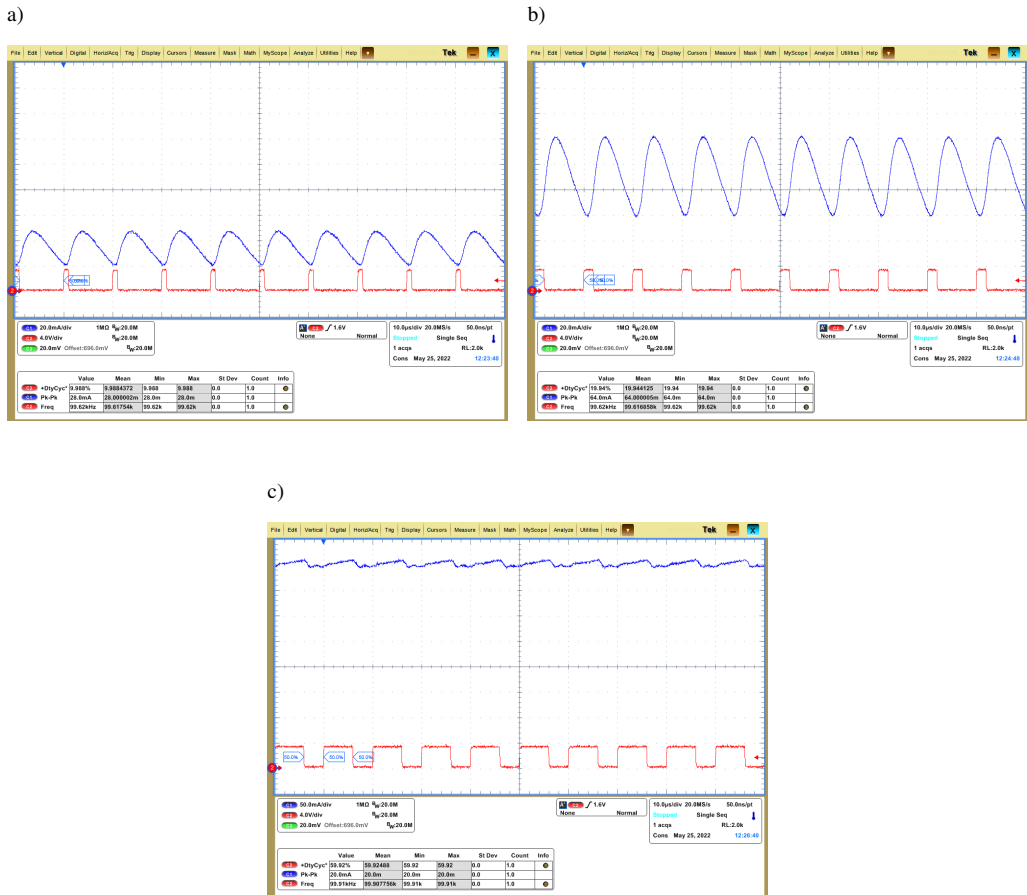 a)
File Edit Vertical Digital Horiz/Acq Trig Display Cursors Measure Mask Math MyScope Analyze Utilities Help Tek X
C1 20.0mA/div 1MΩ BW:20.0M
C2 4.0V/div BW:20.0M
20.0mV Offset:696.0mV BW:20.0M
A' C2 1.6V
None Normal
10.0µs/div 20.0MS/s 50.0ns/pt
Stopped Single Seq
1 acqs RL:2.0k
Cons May 25, 2022 12:23:48
Value Mean Min Max St Dev Count Info
C2 +DtyCyc* 9.988% 9.9884372 9.988 9.988 0.0 1.0
C1 Pk-Pk 28.0mA 28.000002m 28.0m 28.0m 0.0 1.0
C2 Freq 99.62kHz 99.61754k 99.62k 99.62k 0.0 1.0
b)
File Edit Vertical Digital Horiz/Acq Trig Display Cursors Measure Mask Math MyScope Analyze Utilities Help Tek X
C1 20.0mA/div 1MΩ BW:20.0M
C2 4.0V/div BW:20.0M
20.0mV Offset:696.0mV BW:20.0M
A' C2 1.6V
None Normal
10.0µs/div 20.0MS/s 50.0ns/pt
Stopped Single Seq
1 acqs RL:2.0k
Cons May 25, 2022 12:24:48
Value Mean Min Max St Dev Count Info
C2 +DtyCyc* 19.94% 19.944125 19.94 19.94 0.0 1.0
C1 Pk-Pk 64.0mA 64.000005m 64.0m 64.0m 0.0 1.0
C2 Freq 99.62kHz 99.616858k 99.62k 99.62k 0.0 1.0
c)
File Edit Vertical Digital Horiz/Acq Trig Display Cursors Measure Mask Math MyScope Analyze Utilities Help Tek X
50.0% 50.0% 50.0%
2
C1 50.0mA/div 1MΩ BW:20.0M
C2 4.0V/div BW:20.0M
20.0mV Offset:696.0mV BW:20.0M
A' C2 1.6V
None Normal
10.0µs/div 20.0MS/s 50.0ns/pt
Stopped Single Seq
1 acqs RL:2.0k
Cons May 25, 2022 12:26:40
Value Mean Min Max St Dev Count Info
C2 +DtyCyc* 59.92% 59.92488 59.92 59.92 0.0 1.0
C1 Pk-Pk 20.0mA 20.0m 20.0m 20.0m 0.0 1.0
C2 Freq 99.91kHz 99.907756k 99.91k 99.91k 0.0 1.0